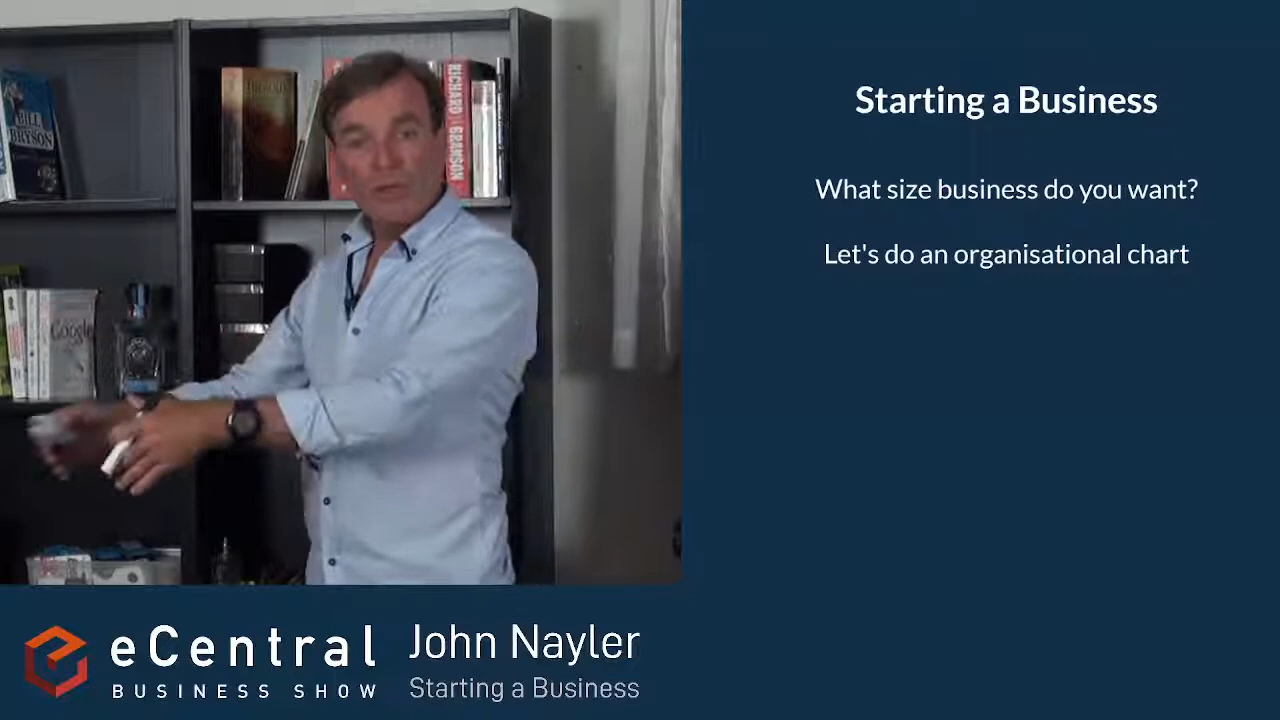 BILL
BRYSON
RICHARD BRANSON
Google
Starting a Business
What size business do you want?
Let's do an organisational chart
eCentral
BUSINESS SHOW
John Nayler
Starting a Business